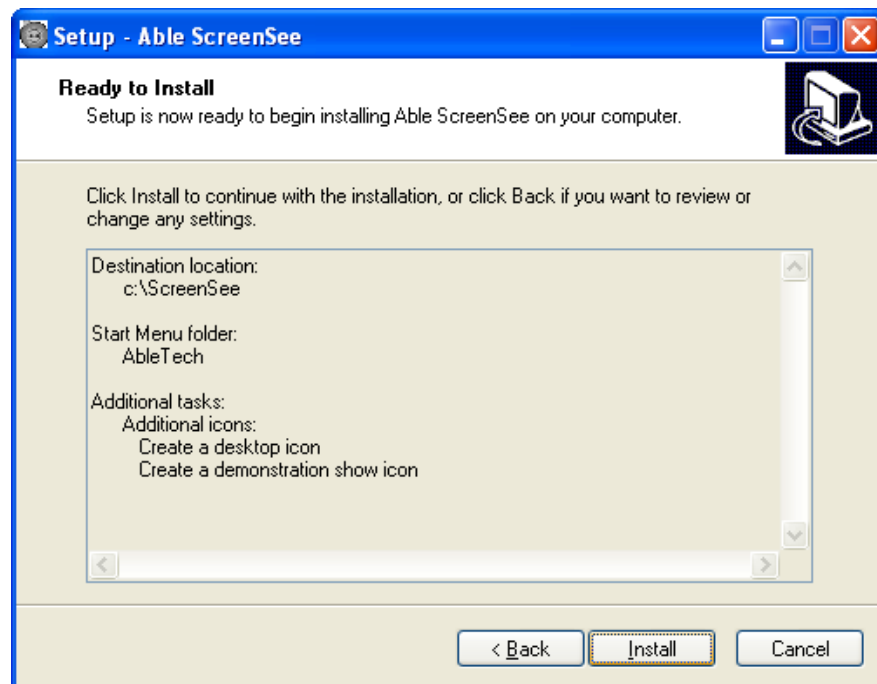 Setup - Able ScreenSee
Ready to Install
Setup is now ready to begin installing Able ScreenSee on your computer.
Click Install to continue with the installation, or click Back if you want to review or
change any settings.
Destination location:
c:\ScreenSee
Start Menu folder:
AbleTech
Additional tasks:
Additional icons:
Create a desktop icon
Create a demonstration show icon
< Back
Install
Cancel